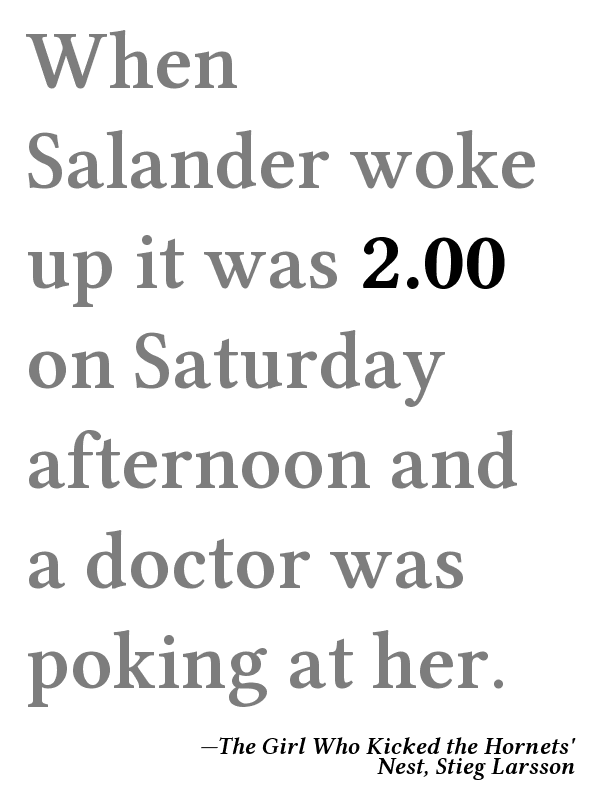 When
Salander woke
up it was 2.00
on Saturday
afternoon and
a doctor was
poking at her.
—The Girl Who Kicked the Hornets'
Nest, Stieg Larsson